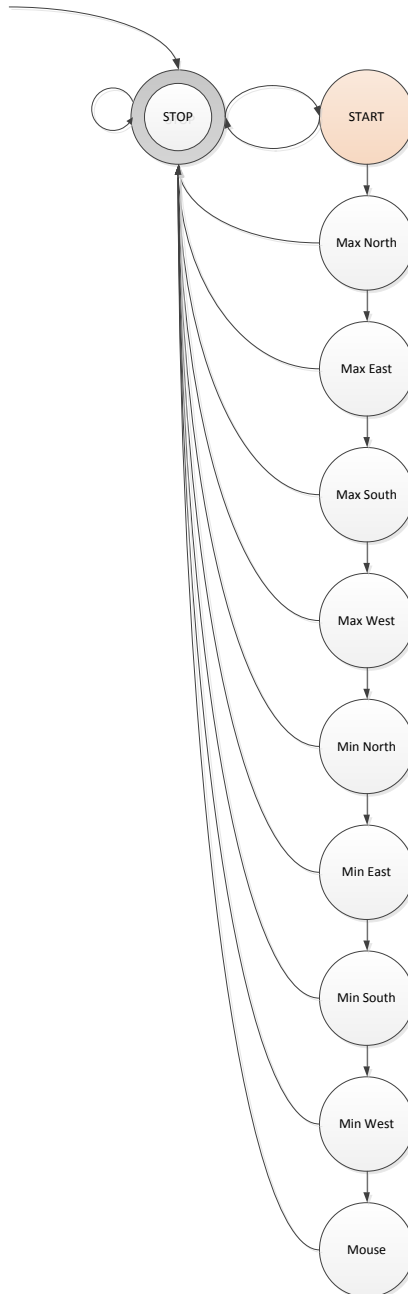 STOP
START
Max North
Max East
Max South
Max West
Min North
Min East
Min South
Min West
Mouse